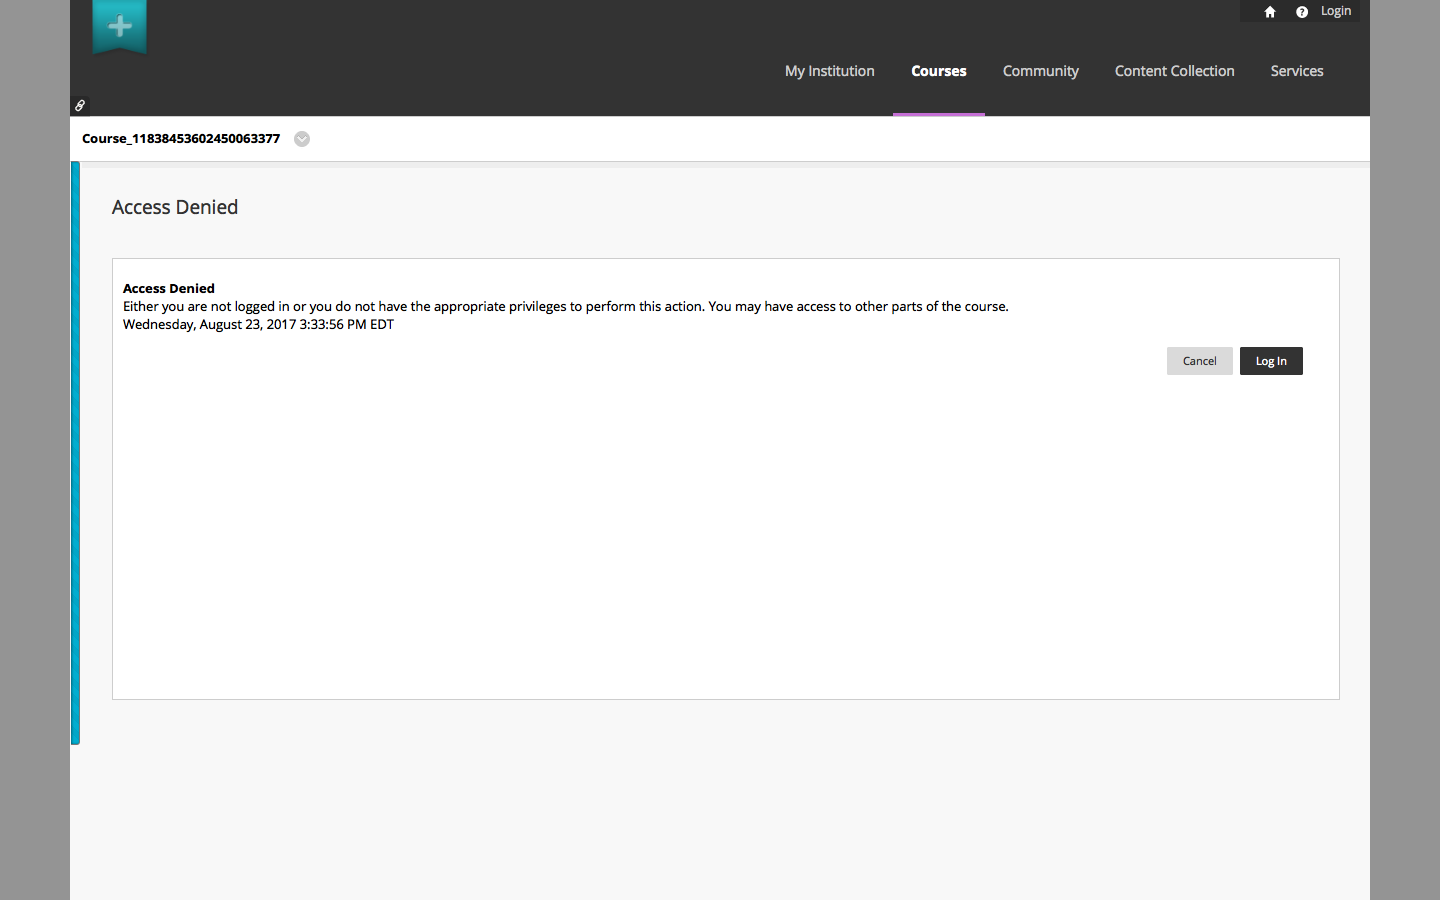 Login
My Institution
Courses
Community
Content Collection
Services
Course_11838453602450063377
Access Denied
Access Denied
Either you are not logged in or you do not have the appropriate privileges to perform this action. You may have access to other parts of the course.
Wednesday, August 23, 2017 3:33:56 PM EDT
Cancel
Log In